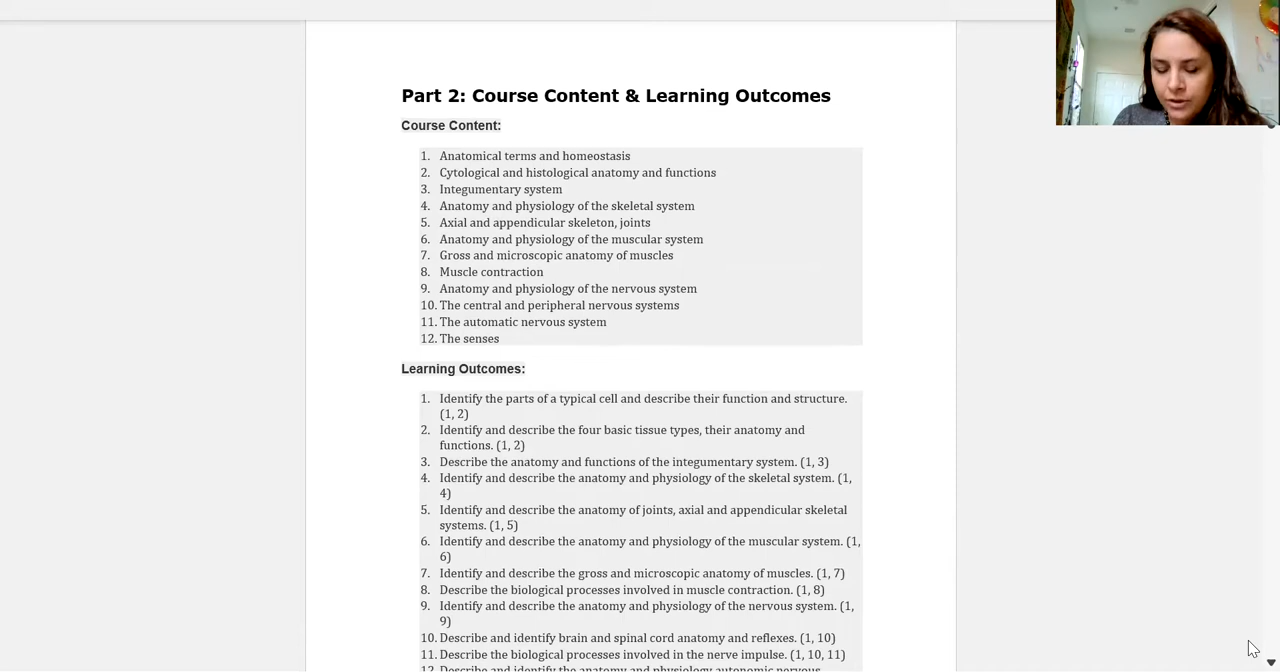 Part 2: Course Content & Learning Outcomes
Course Content:
1. Anatomical terms and homeostasis
2. Cytological and histological anatomy and functions
3. Integumentary system
4. Anatomy and physiology of the skeletal system
5. Axial and appendicular skeleton, joints
6. Anatomy and physiology of the muscular system
7. Gross and microscopic anatomy of muscles
8. Muscle contraction
9. Anatomy and physiology of the nervous system
10. The central and peripheral nervous systems
11. The automatic nervous system
12. The senses
Learning Outcomes:
1. Identify the parts of a typical cell and describe their function and structure.
(1, 2)
2. Identify and describe the four basic tissue types, their anatomy and
functions. (1, 2)
3. Describe the anatomy and functions of the integumentary system. (1, 3)
4. Identify and describe the anatomy and physiology of the skeletal system. (1,
4)
5. Identify and describe the anatomy of joints, axial and appendicular skeletal
systems. (1, 5)
6. Identify and describe the anatomy and physiology of the muscular system. (1,
6)
7. Identify and describe the gross and microscopic anatomy of muscles. (1, 7)
8. Describe the biological processes involved in muscle contraction. (1, 8)
9. Identify and describe the anatomy and physiology of the nervous system. (1,
9)
10. Describe and identify brain and spinal cord anatomy and reflexes. (1, 10)
11. Describe the biological processes involved in the nerve impulse. (1, 10, 11)
12. Describe and identify the anatomy and physiology autonomic nervous